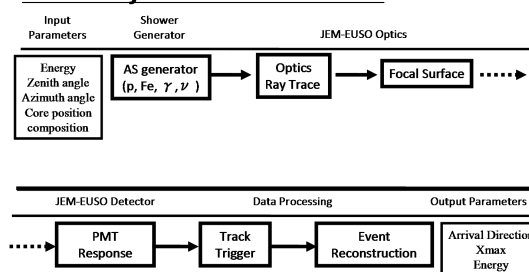 Input
Parameters
Shower
Generator
JEM-EUSO Optics
Energy
Zenith angle
Azimuth angle
Core position
composition
AS generator
(p, Fe, γ, ν )
Optics
Ray Trace
Focal Surface
JEM-EUSO Detector
Data Processing
Output Parameters
PMT
Response
Track
Trigger
Event
Reconstruction
Arrival Direction
Xmax
Energy